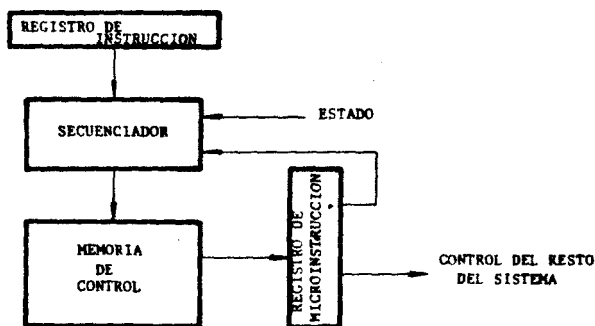 REGISTRO DE
INSTRUCCION
SECUENCIADOR
ESTADO
MEMORIA
DE
CONTROL
REGISTRO DE
MICROINSTRUCCION
CONTROL DEL RESTO
DEL SISTEMA